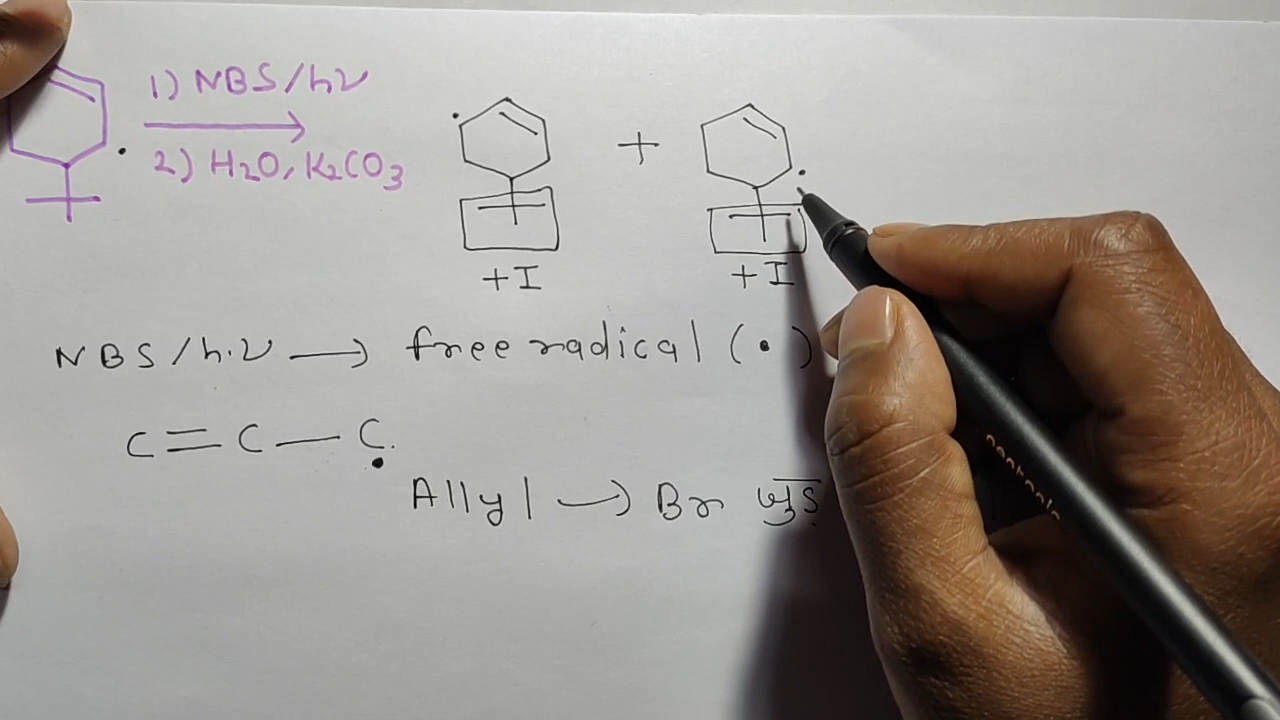 1) NBS/hν
2) H2O, K2CO3
+
+I
+I
NBS/h.ν → free radical (•)
C=C—C.
Allyl → Br जुड़